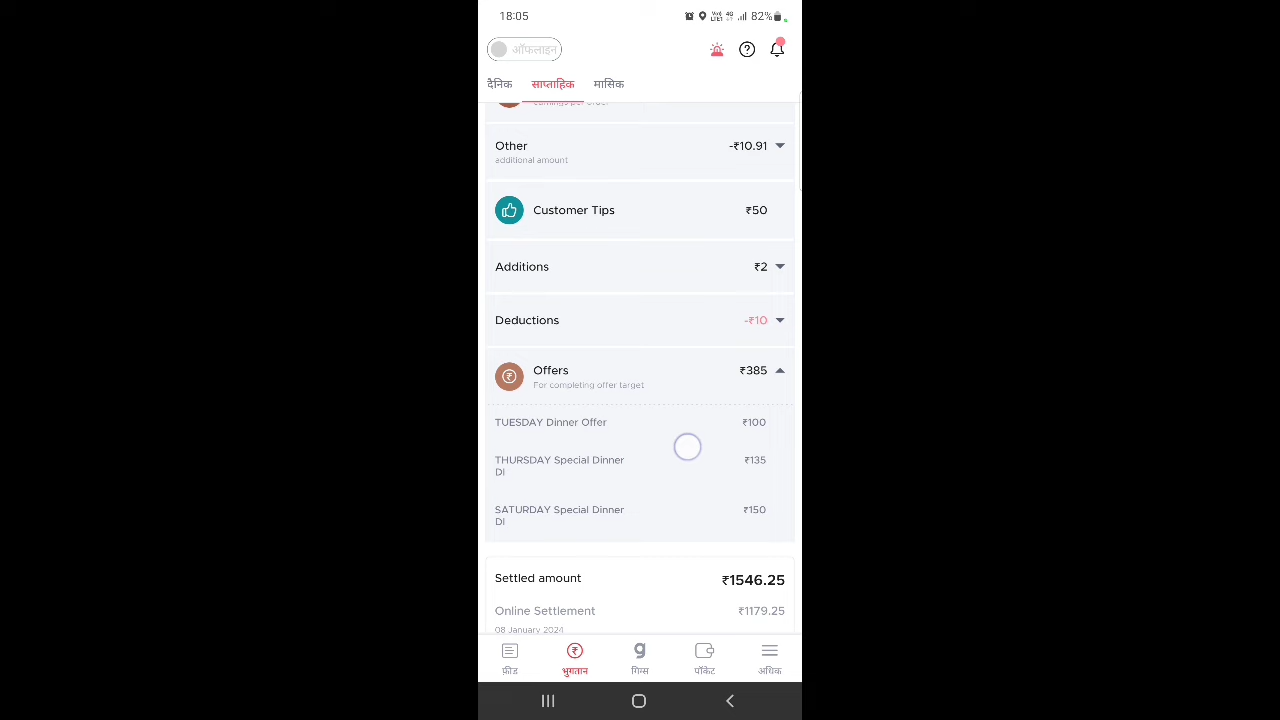 18:05
82%
ऑफलाइन
दैनिक साप्ताहिक मासिक
Other -₹10.91
additional amount
Customer Tips ₹50
Additions ₹2
Deductions -₹10
Offers ₹385
For completing offer target
TUESDAY Dinner Offer ₹100
THURSDAY Special Dinner ₹135
DI
SATURDAY Special Dinner ₹150
DI
Settled amount ₹1546.25
Online Settlement ₹1179.25
08 January 2024
फ़ीड भुगतान गिग्स पॉकेट अधिक